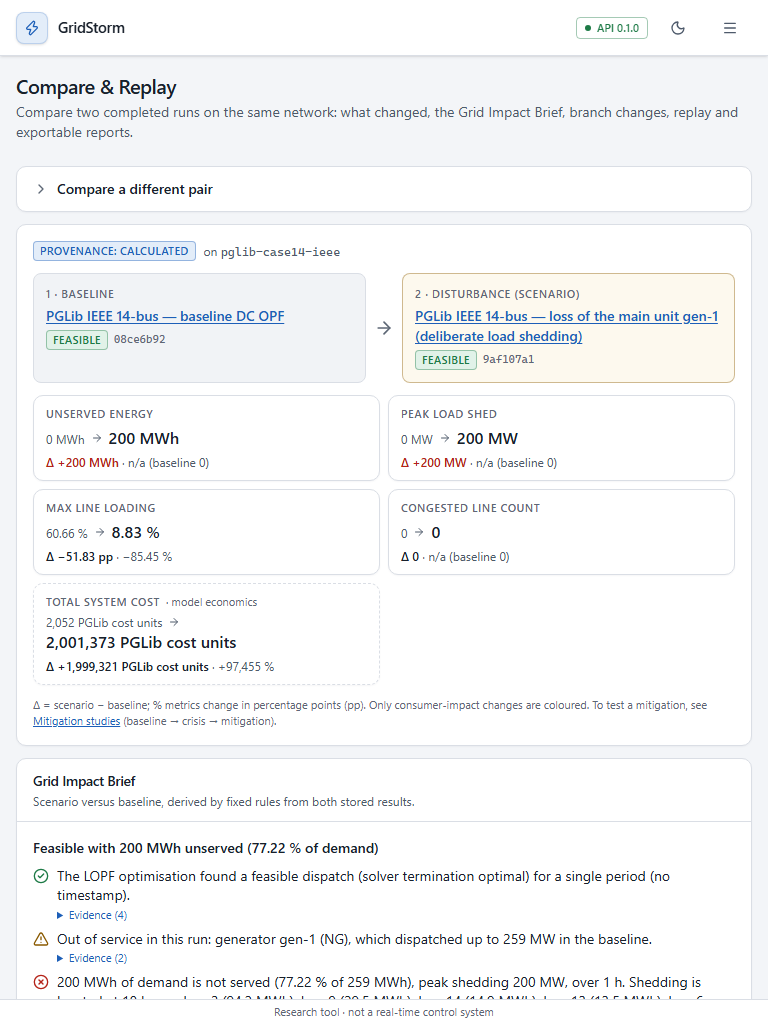 GridStorm
API 0.1.0
Compare & Replay
Compare two completed runs on the same network: what changed, the Grid Impact Brief, branch changes, replay and
exportable reports.
Compare a different pair
PROVENANCE: CALCULATED on pglib-case14-ieee
1 · BASELINE
PGLib IEEE 14-bus — baseline DC OPF
FEASIBLE 08ce6b92
2 · DISTURBANCE (SCENARIO)
PGLib IEEE 14-bus — loss of the main unit gen-1
(deliberate load shedding)
FEASIBLE 9af107a1
UNSERVED ENERGY
0 MWh → 200 MWh
Δ +200 MWh · n/a (baseline 0)
PEAK LOAD SHED
0 MW → 200 MW
Δ +200 MW · n/a (baseline 0)
MAX LINE LOADING
60.66 % → 8.83 %
Δ −51.83 pp · −85.45 %
CONGESTED LINE COUNT
0 → 0
Δ 0 · n/a (baseline 0)
TOTAL SYSTEM COST · model economics
2,052 PGLib cost units →
2,001,373 PGLib cost units
Δ +1,999,321 PGLib cost units · +97,455 %
Δ = scenario − baseline; % metrics change in percentage points (pp). Only consumer-impact changes are coloured. To test a mitigation, see
Mitigation studies (baseline → crisis → mitigation).
Grid Impact Brief
Scenario versus baseline, derived by fixed rules from both stored results.
Feasible with 200 MWh unserved (77.22 % of demand)
The LOPF optimisation found a feasible dispatch (solver termination optimal) for a single period (no
timestamp).
Evidence (4)
Out of service in this run: generator gen-1 (NG), which dispatched up to 259 MW in the baseline.
Evidence (2)
200 MWh of demand is not served (77.22 % of 259 MWh), peak shedding 200 MW, over 1 h. Shedding is
Research tool · not a real-time control system